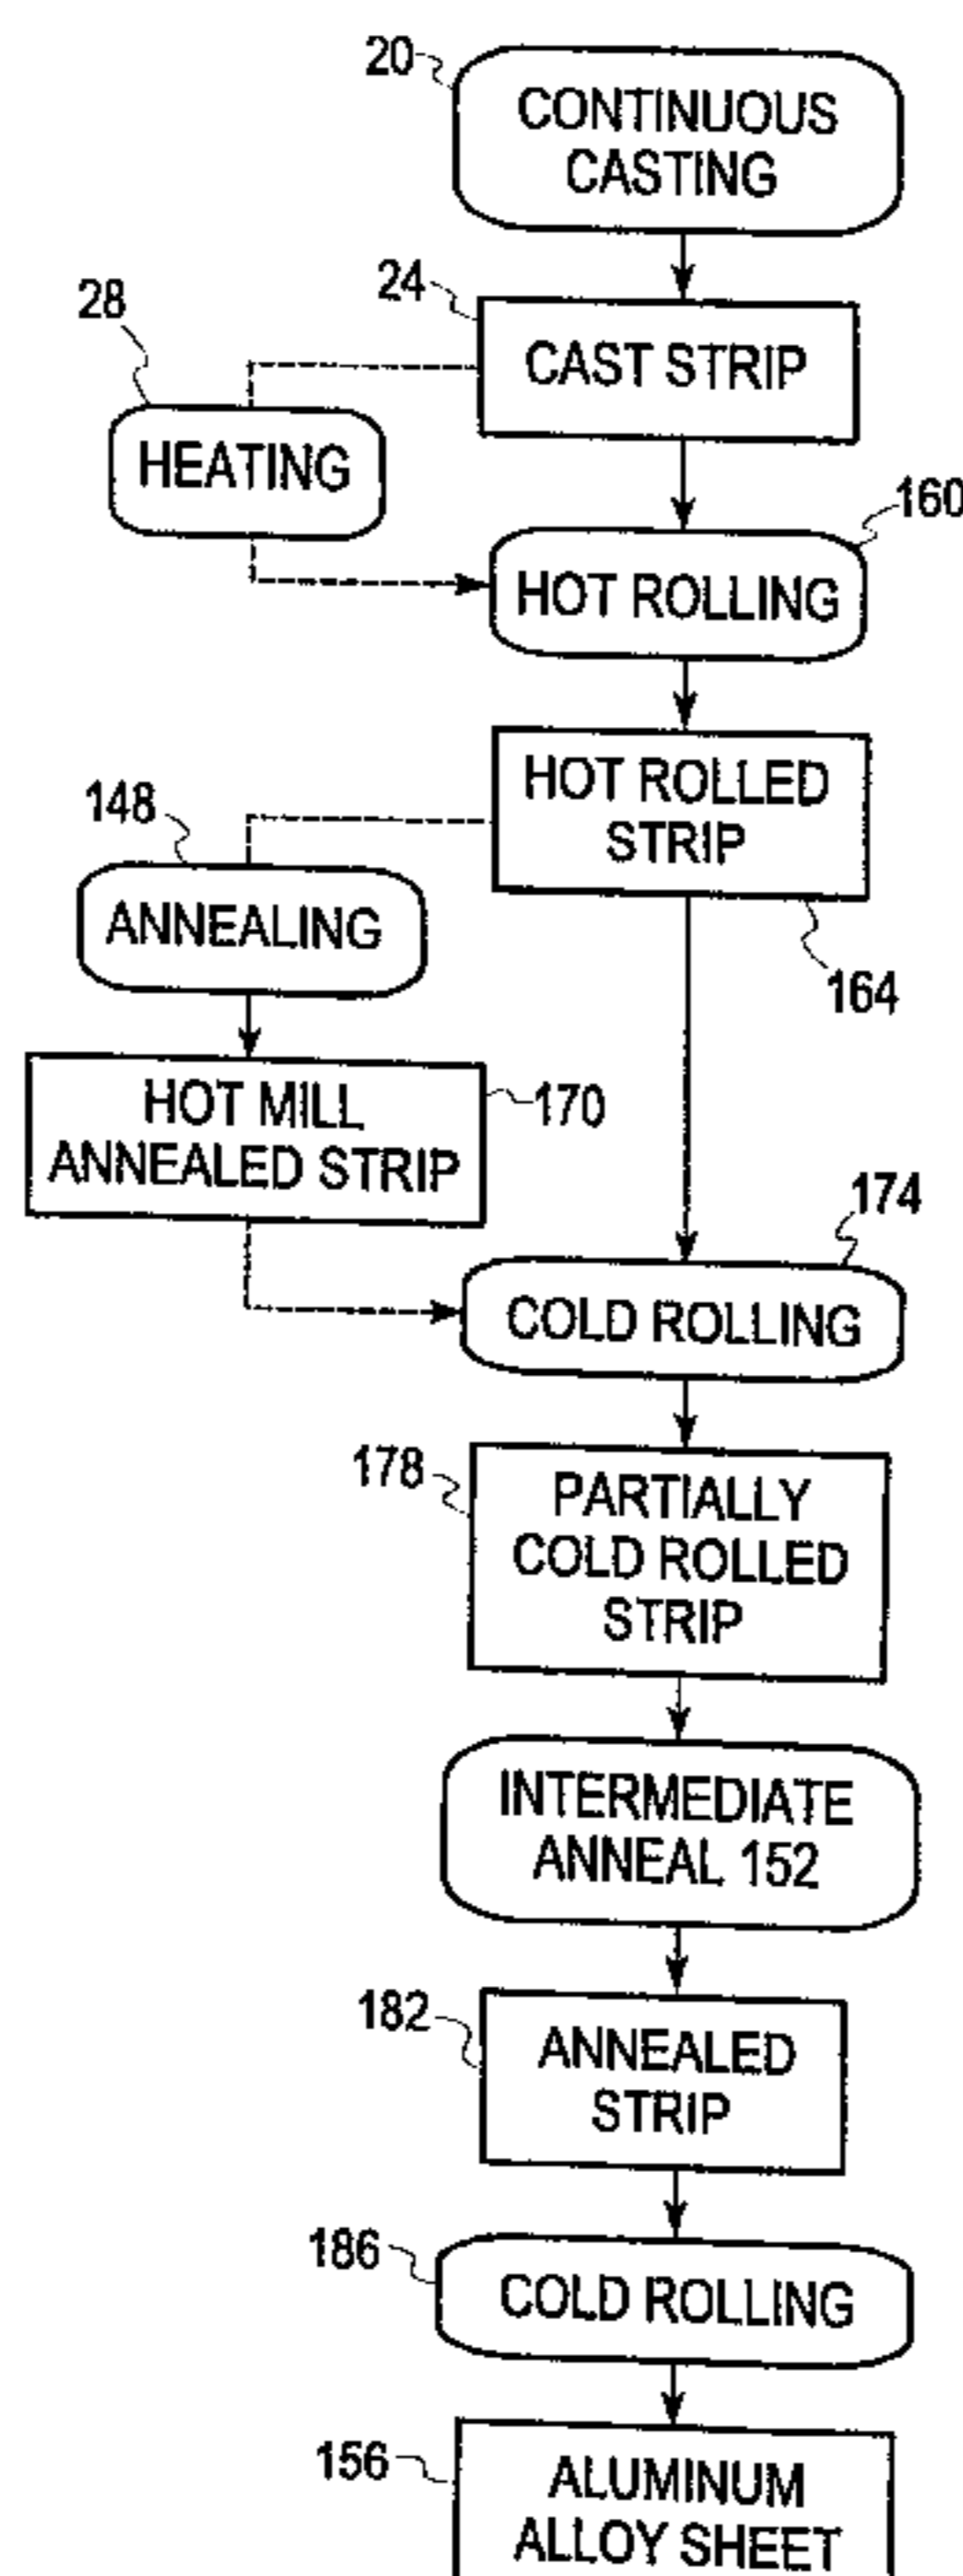 20
CONTINUOUS
CASTING
24
CAST STRIP
28
HEATING
160
HOT ROLLING
HOT ROLLED
STRIP
164
148
ANNEALING
HOT MILL
ANNEALED STRIP
170
174
COLD ROLLING
178
PARTIALLY
COLD ROLLED
STRIP
INTERMEDIATE
ANNEAL 152
182
ANNEALED
STRIP
186
COLD ROLLING
156
ALUMINUM
ALLOY SHEET